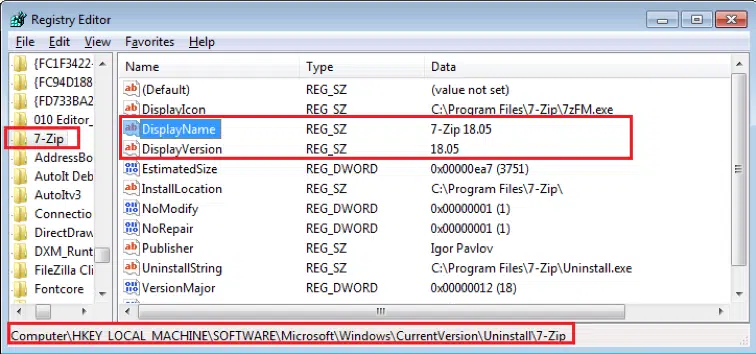 Registry Editor
File Edit View Favorites Help
{FC1F3422-
{FC94D188
{FD733BA2
010 Editor_
7-Zip
AddressBo
AutoIt Deb
AutoItv3
Connection
DirectDraw
DXM_Runt
FileZilla Cli
Fontcore
Name Type Data
(Default) REG_SZ (value not set)
DisplayIcon REG_SZ C:\Program Files\7-Zip\7zFM.exe
DisplayName REG_SZ 7-Zip 18.05
DisplayVersion REG_SZ 18.05
EstimatedSize REG_DWORD 0x00000ea7 (3751)
InstallLocation REG_SZ C:\Program Files\7-Zip\
NoModify REG_DWORD 0x00000001 (1)
NoRepair REG_DWORD 0x00000001 (1)
Publisher REG_SZ Igor Pavlov
UninstallString REG_SZ C:\Program Files\7-Zip\Uninstall.exe
VersionMajor REG_DWORD 0x00000012 (18)
Computer\HKEY_LOCAL_MACHINE\SOFTWARE\Microsoft\Windows\CurrentVersion\Uninstall\7-Zip